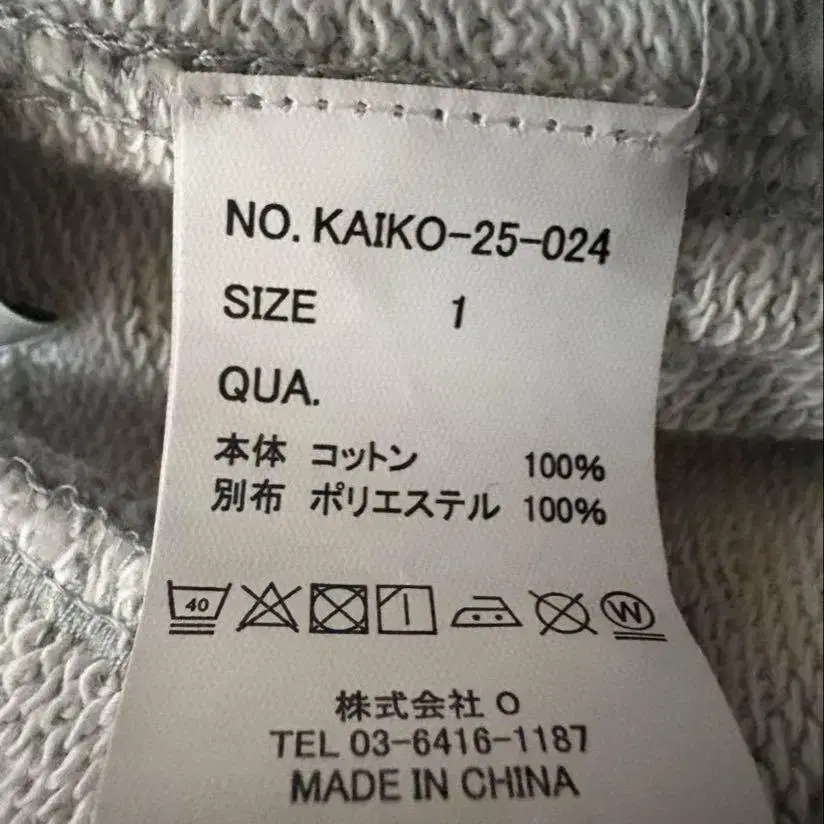 NO. KAIKO-25-024
SIZE 1
QUA.
本体 コットン 100%
別布 ポリエステル 100%
40 W
株式会社 O
TEL 03-6416-1187
MADE IN CHINA